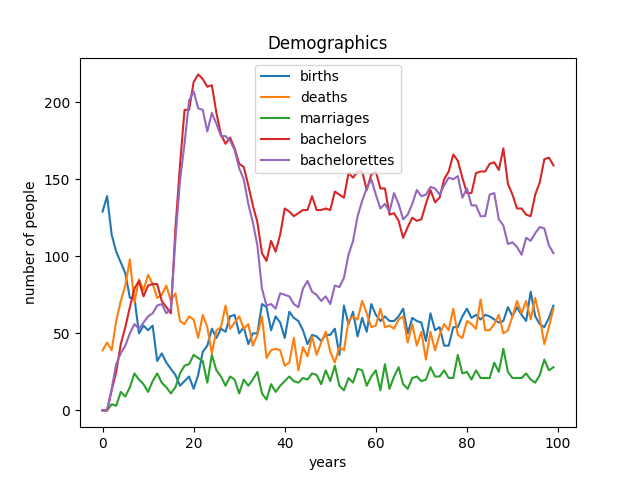 Demographics
births
deaths
marriages
bachelors
bachelorettes
number of people
200
150
100
50
0
0
20
40
60
80
100
years